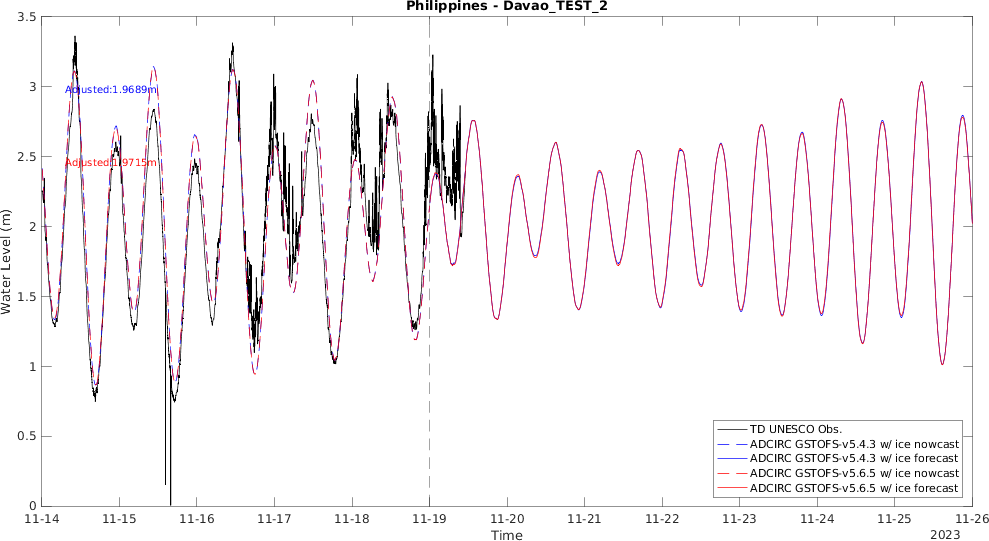 Philippines - Davao_TEST_2
Water Level (m)
3.5
3
2.5
2
1.5
1
0.5
0
Adjusted:1.9689m
Adjusted:1.9715m
TD UNESCO Obs.
ADCIRC GSTOFS-v5.4.3 w/ ice nowcast
ADCIRC GSTOFS-v5.4.3 w/ ice forecast
ADCIRC GSTOFS-v5.6.5 w/ ice nowcast
ADCIRC GSTOFS-v5.6.5 w/ ice forecast
11-14 11-15 11-16 11-17 11-18 11-19 11-20 11-21 11-22 11-23 11-24 11-25 11-26
Time
2023